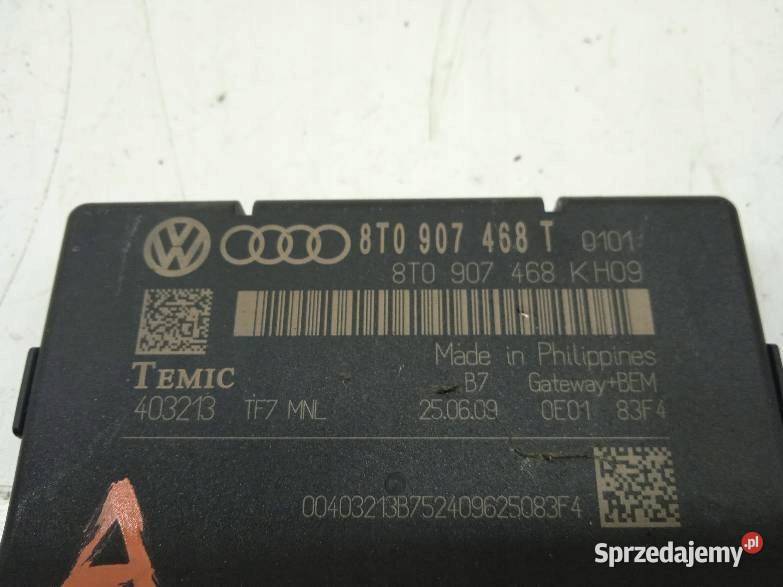 8T0 907 468 T 0101
8T0 907 468 K H09
Made in Philippines
TEMIC B7 Gateway+BEM
403213 TF7 MNL 25.06.09 0E01 83F4
00403213B752409625083F4
A
Sprzedajemy.pl